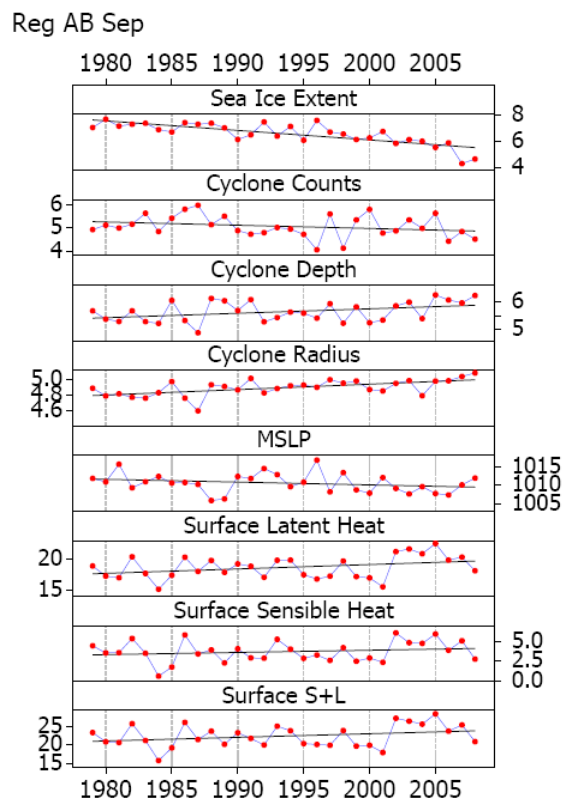 Reg AB Sep
1980 1985 1990 1995 2000 2005
Sea Ice Extent
8
6
4
Cyclone Counts
6
5
4
Cyclone Depth
6
5
Cyclone Radius
5.0
4.8
4.6
MSLP
1015
1010
1005
Surface Latent Heat
20
15
Surface Sensible Heat
5.0
2.5
0.0
Surface S+L
25
20
15
1980 1985 1990 1995 2000 2005